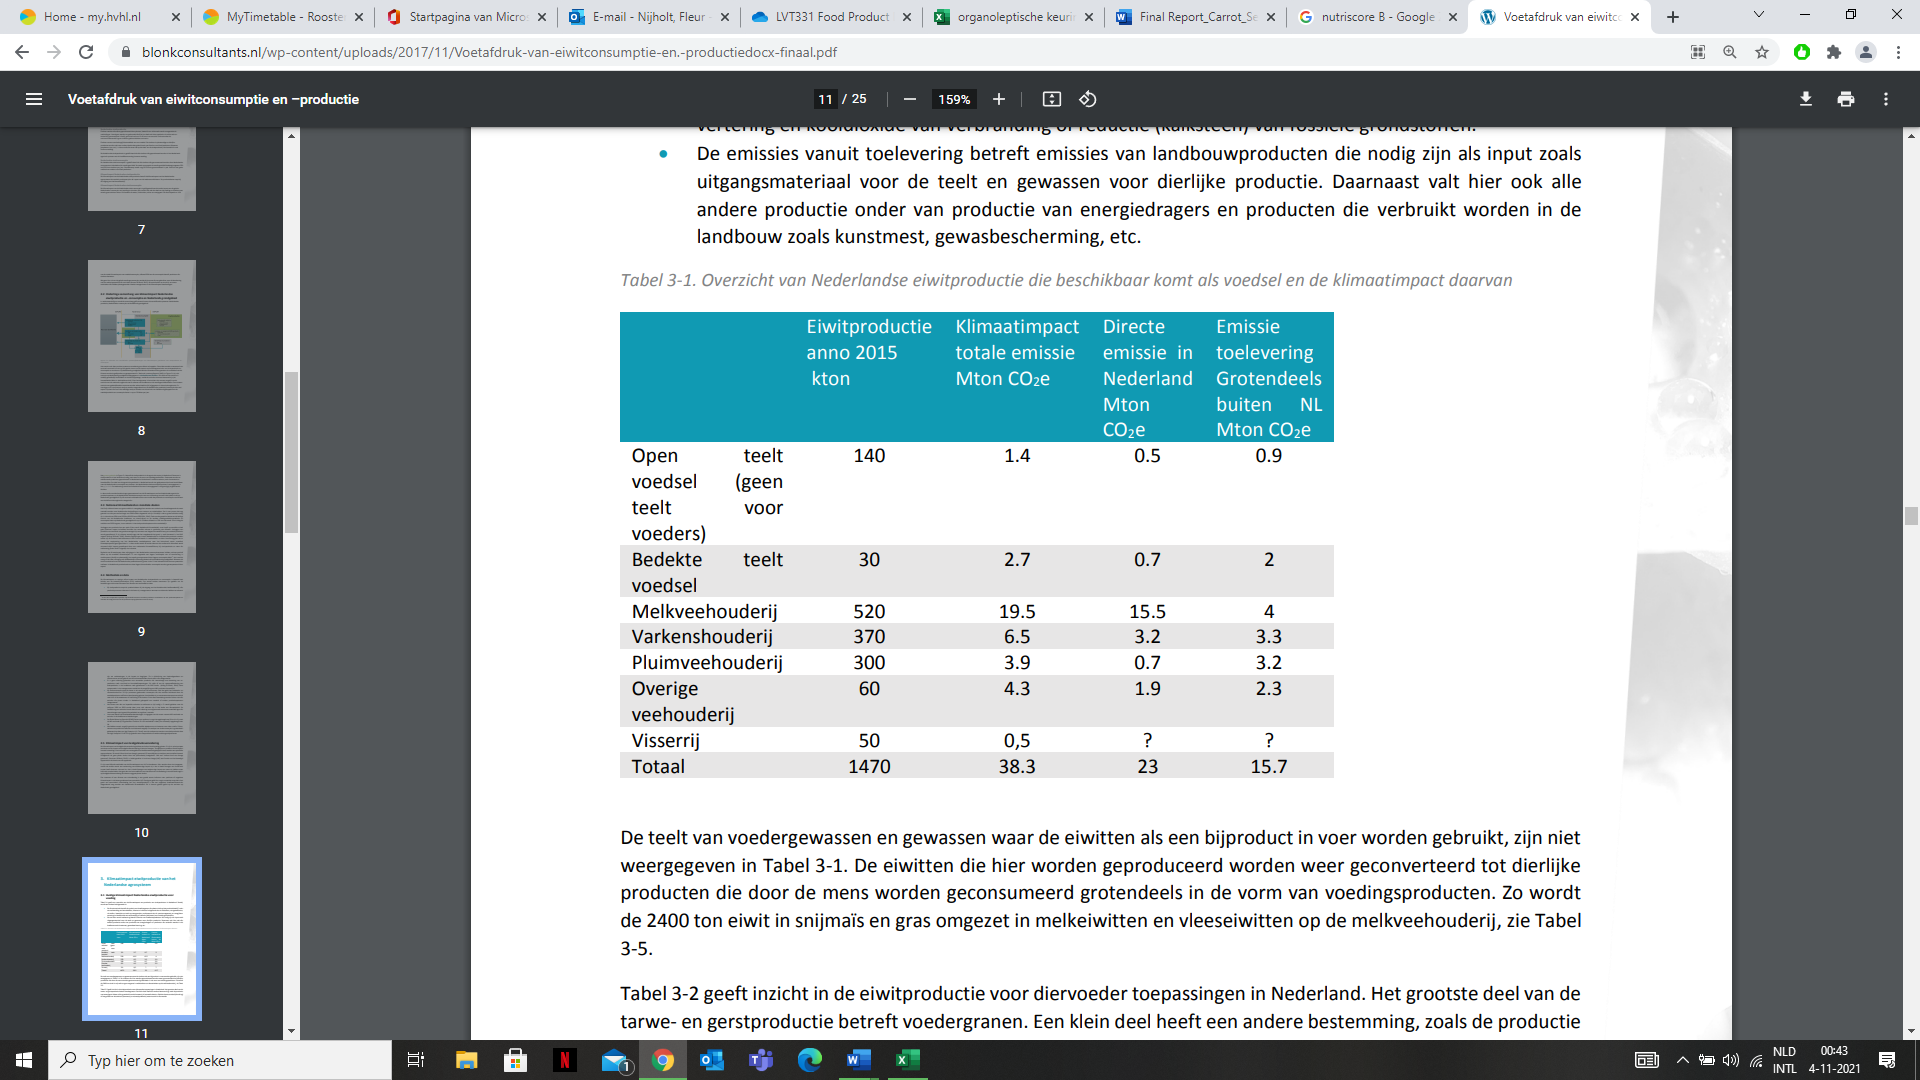 Home - my.hvhl.nl
MyTimetable - Rooste
Startpagina van Micros
E-mail - Nijholt, Fleur -
LVT331 Food Product
organoleptische keuri
Final Report_Carrot_Se
nutriscore B - Google
Voetafdruk van eiwitc
blonkconsultants.nl/wp-content/uploads/2017/11/Voetafdruk-van-eiwitconsumptie-en.-productiedocx-finaal.pdf
Voetafdruk van eiwitconsumptie en –productie
11 / 25
159%
7
8
9
10
11
vertering en kooldioxide van verbranding of reductie (kalksteen) van fossiele grondstoffen.
• De emissies vanuit toelevering betreft emissies van landbouwproducten die nodig zijn als input zoals
uitgangsmateriaal voor de teelt en gewassen voor dierlijke productie. Daarnaast valt hier ook alle
andere productie onder van productie van energiedragers en producten die verbruikt worden in de
landbouw zoals kunstmest, gewasbescherming, etc.
Tabel 3-1. Overzicht van Nederlandse eiwitproductie die beschikbaar komt als voedsel en de klimaatimpact daarvan
Eiwitproductie Klimaatimpact Directe Emissie
anno 2015 totale emissie emissie in toelevering
kton Mton CO2e Nederland Grotendeels
Mton buiten NL
CO2e Mton CO2e
Open teelt 140 1.4 0.5 0.9
voedsel (geen
teelt voor
voeders)
Bedekte teelt 30 2.7 0.7 2
voedsel
Melkveehouderij 520 19.5 15.5 4
Varkenshouderij 370 6.5 3.2 3.3
Pluimveehouderij 300 3.9 0.7 3.2
Overige 60 4.3 1.9 2.3
veehouderij
Visserrij 50 0,5 ? ?
Totaal 1470 38.3 23 15.7
De teelt van voedergewassen en gewassen waar de eiwitten als een bijproduct in voer worden gebruikt, zijn niet
weergegeven in Tabel 3-1. De eiwitten die hier worden geproduceerd worden weer geconverteerd tot dierlijke
producten die door de mens worden geconsumeerd grotendeels in de vorm van voedingsproducten. Zo wordt
de 2400 ton eiwit in snijmaïs en gras omgezet in melkeiwitten en vleeseiwitten op de melkveehouderij, zie Tabel
3-5.
Tabel 3-2 geeft inzicht in de eiwitproductie voor diervoeder toepassingen in Nederland. Het grootste deel van de
tarwe- en gerstproductie betreft voedergranen. Een klein deel heeft een andere bestemming, zoals de productie
Typ hier om te zoeken
1
NLD
INTL
00:43
4-11-2021